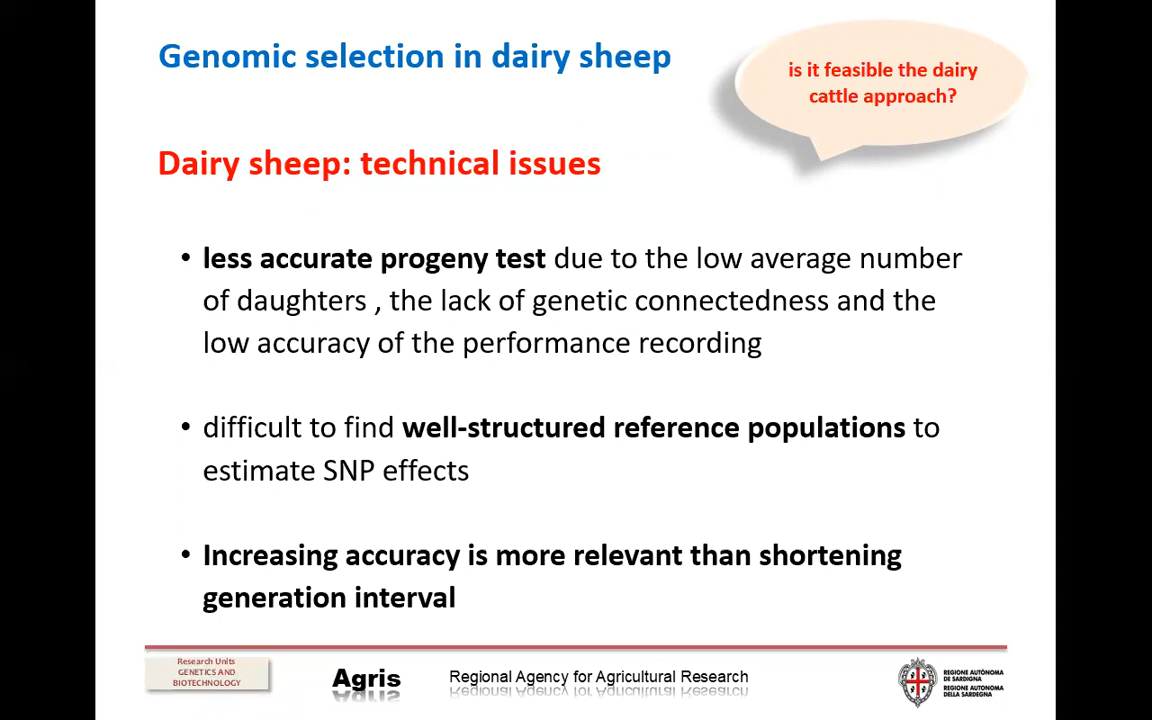 Genomic selection in dairy sheep
is it feasible the dairy
cattle approach?
Dairy sheep: technical issues
• less accurate progeny test due to the low average number
of daughters , the lack of genetic connectedness and the
low accuracy of the performance recording
• difficult to find well-structured reference populations to
estimate SNP effects
• Increasing accuracy is more relevant than shortening
generation interval
Research Units
GENETICS AND
BIOTECHNOLOGY
Agris
Regional Agency for Agricultural Research
REGIONE AUTÒNOMA
DE SARDIGNA
REGIONE AUTONOMA
DELLA SARDEGNA